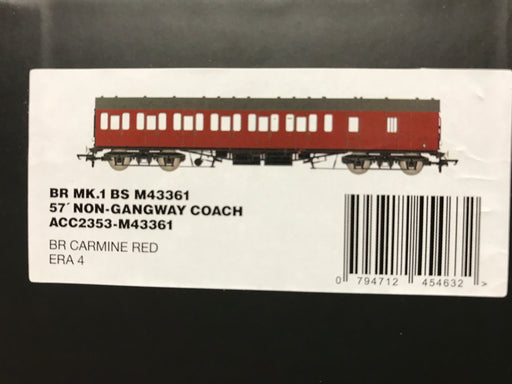 BR MK.1 BS M43361
57´ NON-GANGWAY COACH
ACC2353-M43361
BR CARMINE RED
ERA 4
0 794712 454632 >